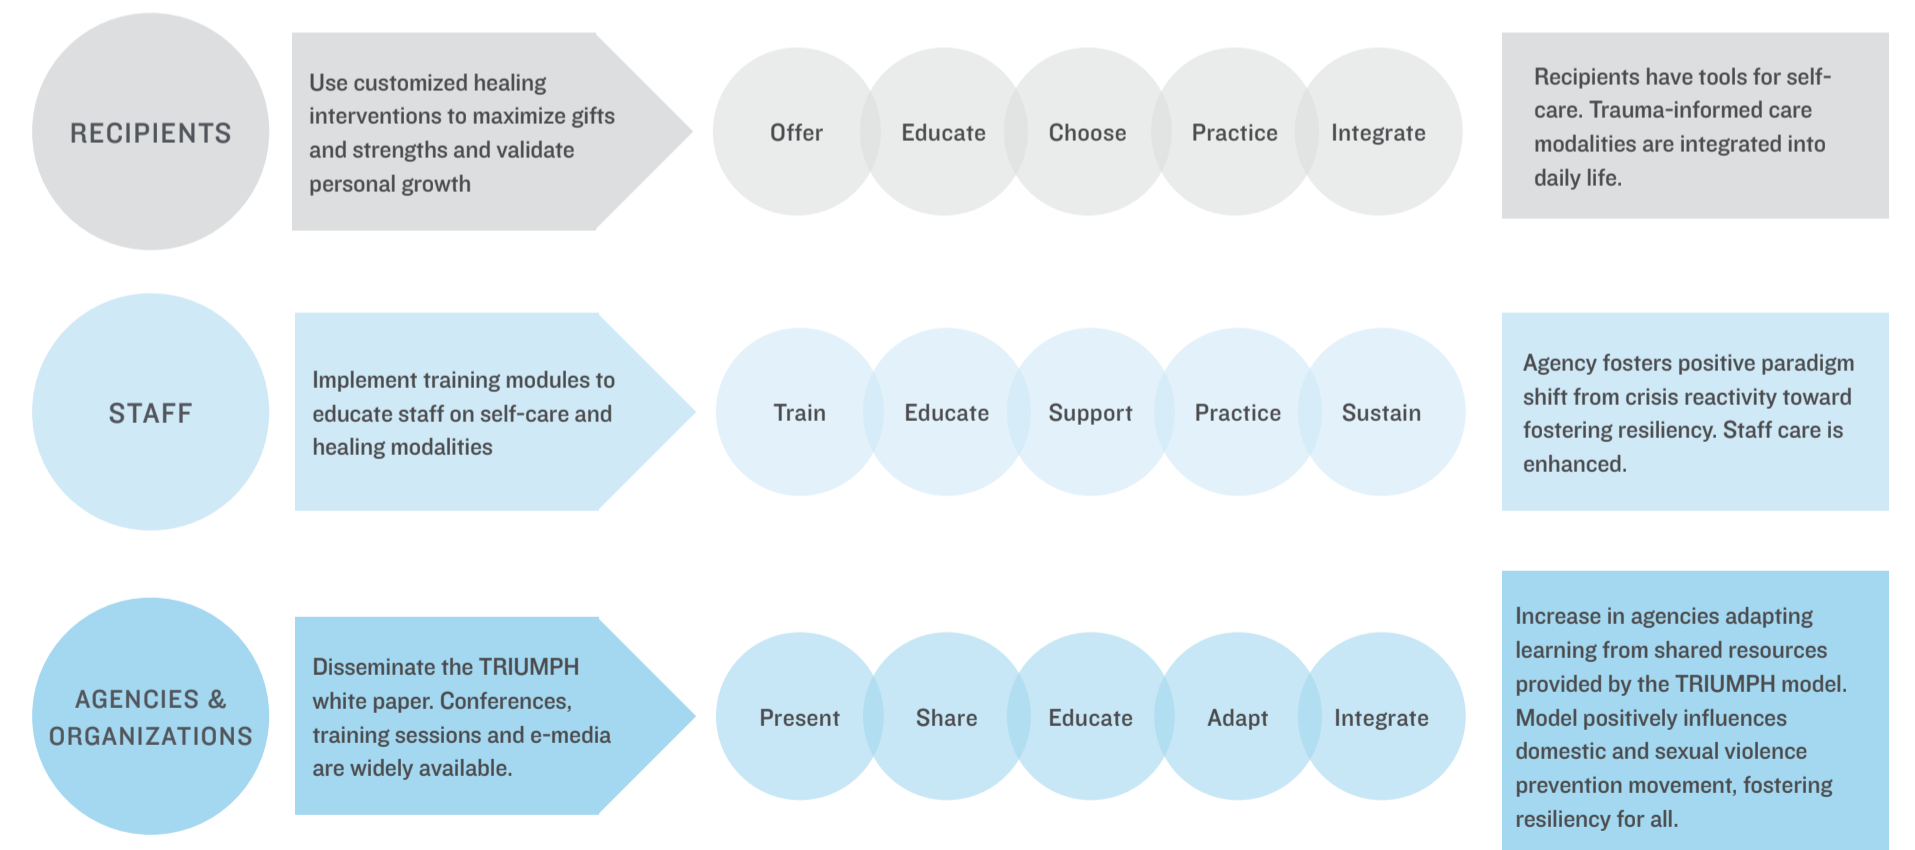 RECIPIENTS
Use customized healing
interventions to maximize gifts
and strengths and validate
personal growth
Offer
Educate
Choose
Practice
Integrate
Recipients have tools for self-
care. Trauma-informed care
modalities are integrated into
daily life.
STAFF
Implement training modules to
educate staff on self-care and
healing modalities
Train
Educate
Support
Practice
Sustain
Agency fosters positive paradigm
shift from crisis reactivity toward
fostering resiliency. Staff care is
enhanced.
AGENCIES &
ORGANIZATIONS
Disseminate the TRIUMPH
white paper. Conferences,
training sessions and e-media
are widely available.
Present
Share
Educate
Adapt
Integrate
Increase in agencies adapting
learning from shared resources
provided by the TRIUMPH model.
Model positively influences
domestic and sexual violence
prevention movement, fostering
resiliency for all.